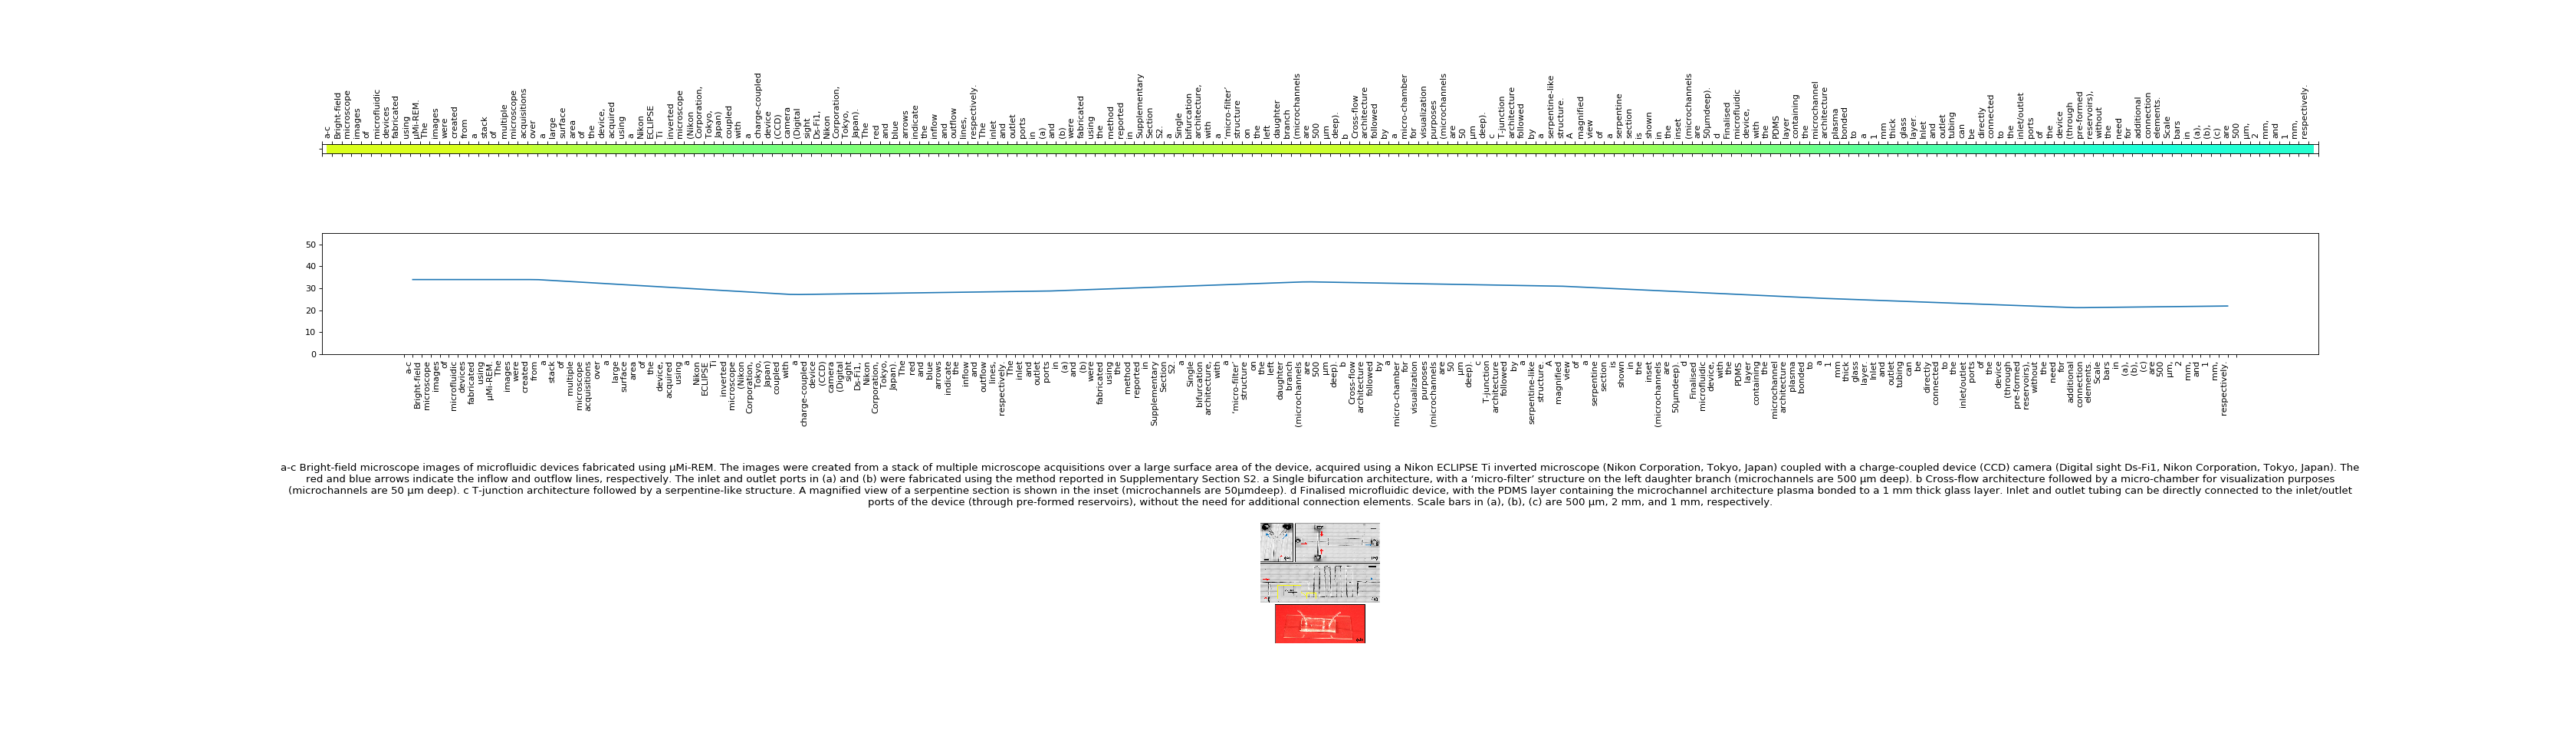 a-c Bright-field microscope images of microfluidic devices fabricated using μMi-REM. The images were created from a stack of multiple microscope acquisitions over a large surface area of the device, acquired using a Nikon ECLIPSE Ti inverted microscope (Nikon Corporation, Tokyo, Japan) coupled with a charge-coupled device (CCD) camera (Digital sight Ds-Fi1, Nikon Corporation, Tokyo, Japan). The red and blue arrows indicate the inflow and outflow lines, respectively. The inlet and outlet ports in (a) and (b) were fabricated using the method reported in Supplementary Section S2. a Single bifurcation architecture, with a ‘micro-filter’ structure on the left daughter branch (microchannels are 500 μm deep). b Cross-flow architecture followed by a micro-chamber for visualization purposes (microchannels are 50 μm deep). c T-junction architecture followed by a serpentine-like structure. A magnified view of a serpentine section is shown in the inset (microchannels are 50μmdeep). d Finalised microfluidic device, with the PDMS layer containing the microchannel architecture plasma bonded to a 1 mm thick glass layer. Inlet and outlet tubing can be directly connected to the inlet/outlet ports of the device (through pre-formed reservoirs), without the need for additional connection elements. Scale bars in (a), (b), (c) are 500 μm, 2 mm, and 1 mm, respectively.
50
40
30
20
10
0
a-c Bright-field microscope images of microfluidic devices fabricated using μMi-REM. The images were created from a stack of multiple microscope acquisitions over a large surface area of the device, acquired using a Nikon ECLIPSE Ti inverted microscope (Nikon Corporation, Tokyo, Japan) coupled with a charge-coupled device (CCD) camera (Digital sight Ds-Fi1, Nikon Corporation, Tokyo, Japan). The red and blue arrows indicate the inflow and outflow lines, respectively. The inlet and outlet ports in (a) and (b) were fabricated using the method reported in Supplementary Section S2. a Single bifurcation architecture, with a ‘micro-filter’ structure on the left daughter branch (microchannels are 500 μm deep). b Cross-flow architecture followed by a micro-chamber for visualization purposes (microchannels are 50 μm deep). c T-junction architecture followed by a serpentine-like structure. A magnified view of a serpentine section is shown in the inset (microchannels are 50μmdeep). d Finalised microfluidic device, with the PDMS layer containing the microchannel architecture plasma bonded to a 1 mm thick glass layer. Inlet and outlet tubing can be directly connected to the inlet/outlet ports of the device (through pre-formed reservoirs), without the need for additional connection elements. Scale bars in (a), (b), (c) are 500 μm, 2 mm, and 1 mm, respectively.
a-c Bright-field microscope images of microfluidic devices fabricated using μMi-REM. The images were created from a stack of multiple microscope acquisitions over a large surface area of the device, acquired using a Nikon ECLIPSE Ti inverted microscope (Nikon Corporation, Tokyo, Japan) coupled with a charge-coupled device (CCD) camera (Digital sight Ds-Fi1, Nikon Corporation, Tokyo, Japan). The
red and blue arrows indicate the inflow and outflow lines, respectively. The inlet and outlet ports in (a) and (b) were fabricated using the method reported in Supplementary Section S2. a Single bifurcation architecture, with a ‘micro-filter’ structure on the left daughter branch (microchannels are 500 μm deep). b Cross-flow architecture followed by a micro-chamber for visualization purposes
(microchannels are 50 μm deep). c T-junction architecture followed by a serpentine-like structure. A magnified view of a serpentine section is shown in the inset (microchannels are 50μmdeep). d Finalised microfluidic device, with the PDMS layer containing the microchannel architecture plasma bonded to a 1 mm thick glass layer. Inlet and outlet tubing can be directly connected to the inlet/outlet
ports of the device (through pre-formed reservoirs), without the need for additional connection elements. Scale bars in (a), (b), (c) are 500 μm, 2 mm, and 1 mm, respectively.